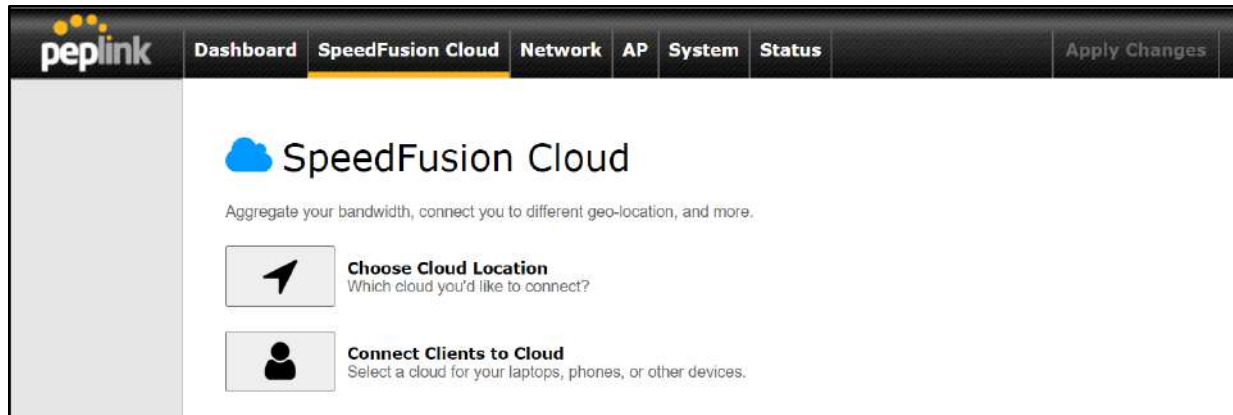 peplink
Dashboard SpeedFusion Cloud Network AP System Status Apply Changes
SpeedFusion Cloud
Aggregate your bandwidth, connect you to different geo-location, and more.
Choose Cloud Location
Which cloud you'd like to connect?
Connect Clients to Cloud
Select a cloud for your laptops, phones, or other devices.